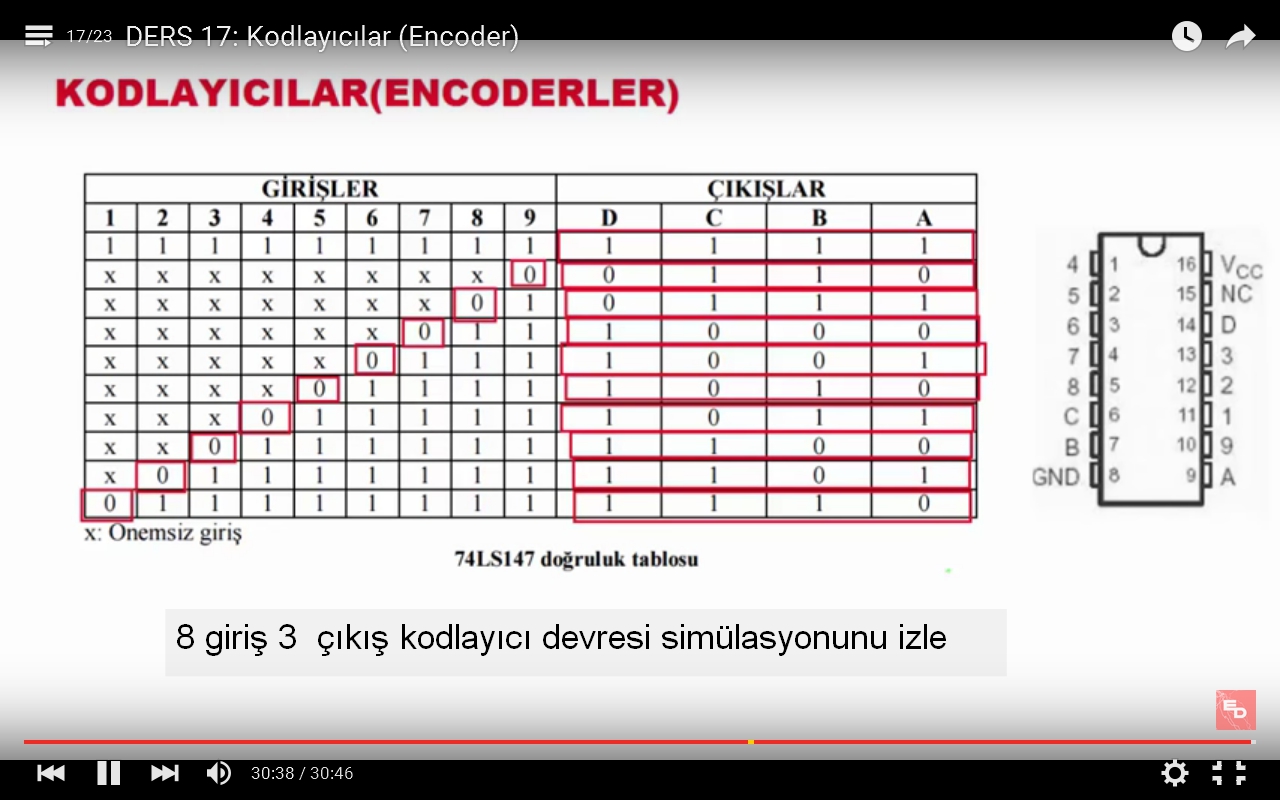 17/23 DERS 17: Kodlayıcılar (Encoder)
KODLAYICILAR(ENCODERLER)
GİRİŞLER ÇIKIŞLAR
1 2 3 4 5 6 7 8 9 D C B A
1 1 1 1 1 1 1 1 1 1 1 1 1
x x x x x x x x 0 0 1 1 0
x x x x x x x 0 1 0 1 1 1
x x x x x x 0 1 1 1 0 0 0
x x x x x 0 1 1 1 1 0 0 1
x x x x 0 1 1 1 1 1 0 1 0
x x x 0 1 1 1 1 1 1 0 1 1
x x 0 1 1 1 1 1 1 1 1 0 0
x 0 1 1 1 1 1 1 1 1 1 0 1
0 1 1 1 1 1 1 1 1 1 1 1 0
x: Onemsiz giriş
74LS147 doğruluk tablosu
4 1 16 VCC
5 2 15 NC
6 3 14 D
7 4 13 3
8 5 12 2
C 6 11 1
B 7 10 9
GND 8 9 A
8 giriş 3 çıkış kodlayıcı devresi simülasyonunu izle
ED
30:38 / 30:46